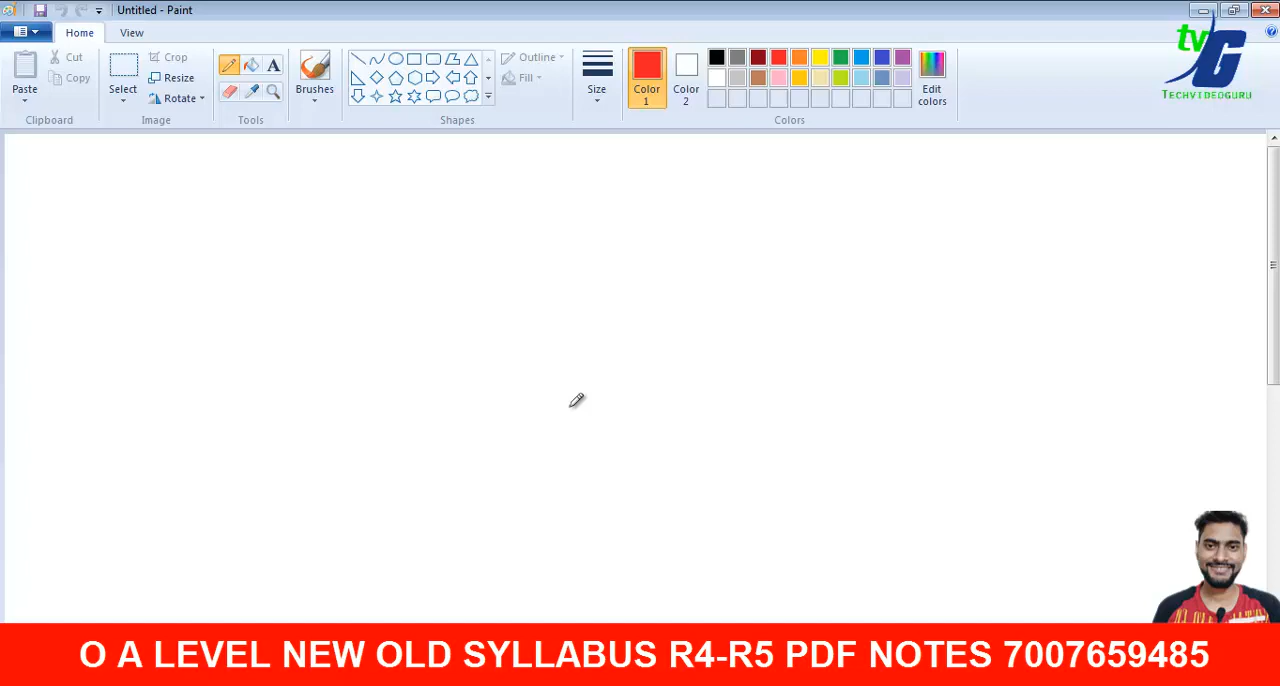 Untitled - Paint
Home
View
Paste
Cut
Copy
Clipboard
Select
Crop
Resize
Rotate
Image
A
Tools
Brushes
Outline
Fill
Shapes
Size
Color
1
Color
2
Edit
colors
Colors
tvG
TECHVIDEOGURU
O A LEVEL NEW OLD SYLLABUS R4-R5 PDF NOTES 7007659485